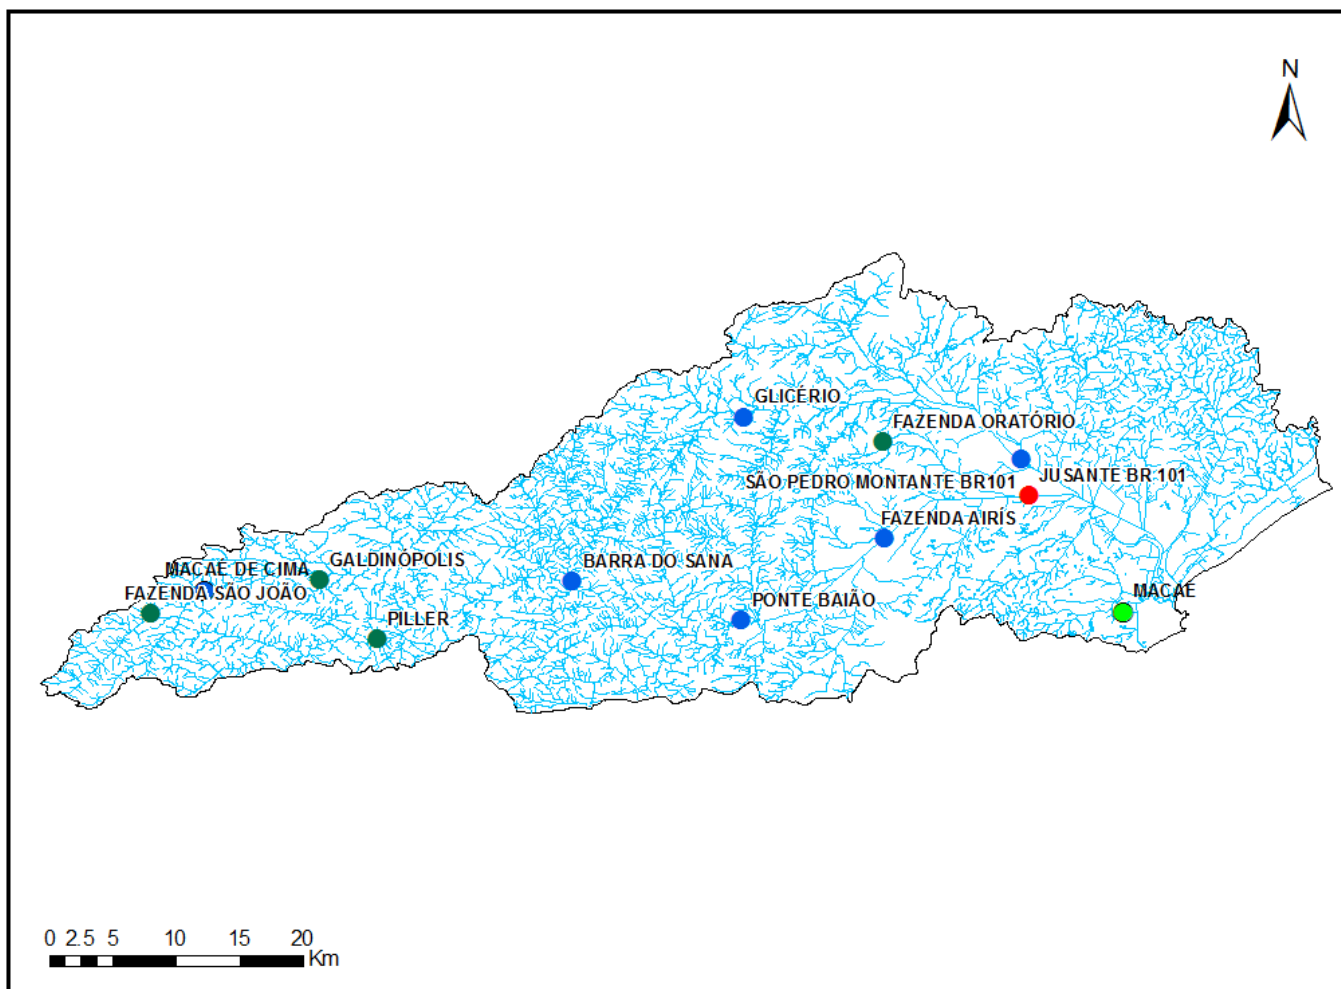 N
GLICÉRIO
FAZENDA ORATÓRIO
JUSANTE BR 101
SÃO PEDRO MONTANTE BR101
FAZENDA AIRÍS
GALDINÓPOLIS
BARRA DO SANA
MACAÉ DE CIMA
MACAÉ
FAZENDA SÃO JOÃO
PONTE BAIÃO
PILLER
0 2.5 5 10 15 20
Km